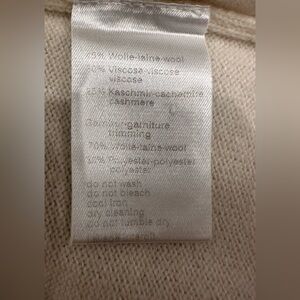 45% Wolle-laine-wool
30% Viscose-viscose
viscose
25% Kaschmir-cachemire
cashmere
Garnitur-garniture
trimming
70% Wolle-laine-wool
30% Polyester-polyester
polyester
do not wash
do not bleach
cool iron
dry cleaning
do not tumble dry